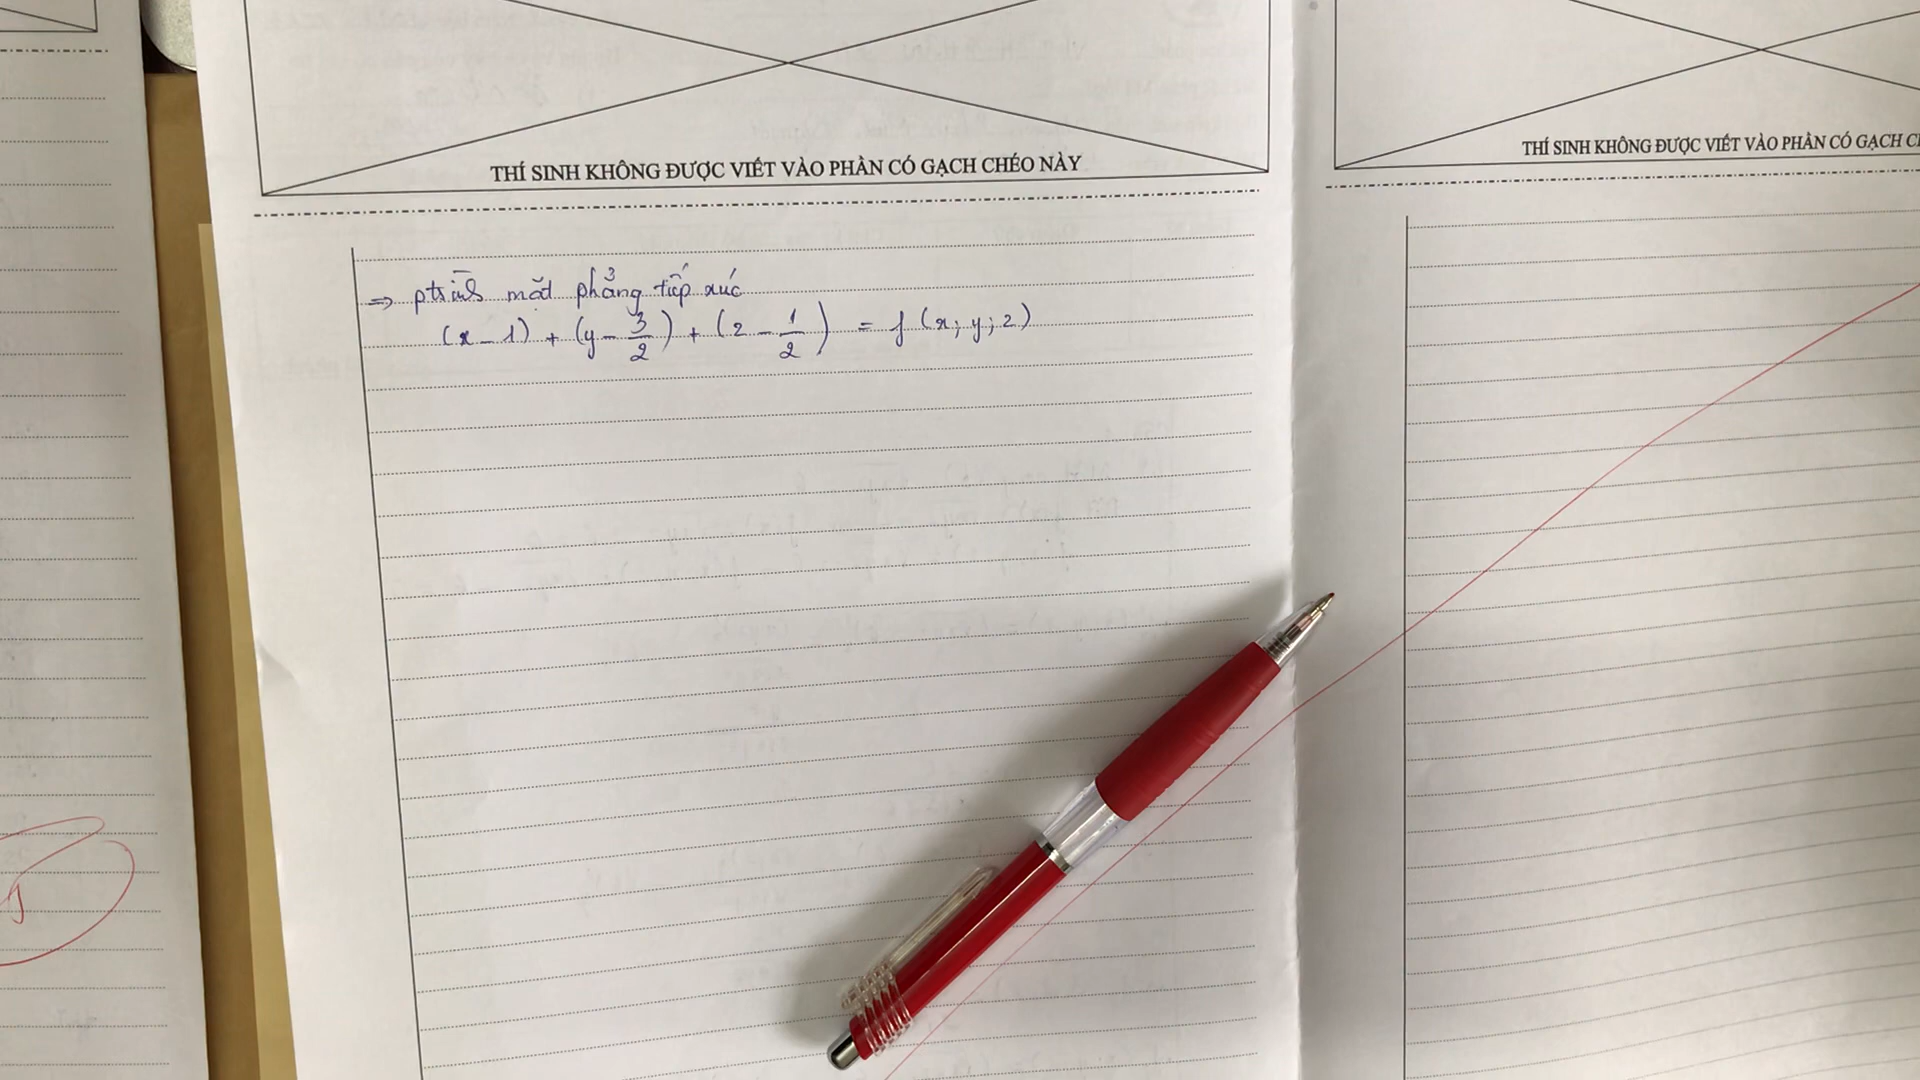 THÍ SINH KHÔNG ĐƯỢC VIẾT VÀO PHẦN CÓ GẠCH CHÉO NÀY
⇒ ptrình mặt phẳng tiếp xúc
(x - 1) + (y - 3/2) + (z - 1/2) = f (x; y; z)
THÍ SINH KHÔNG ĐƯỢC VIẾT VÀO PHẦN CÓ GẠCH